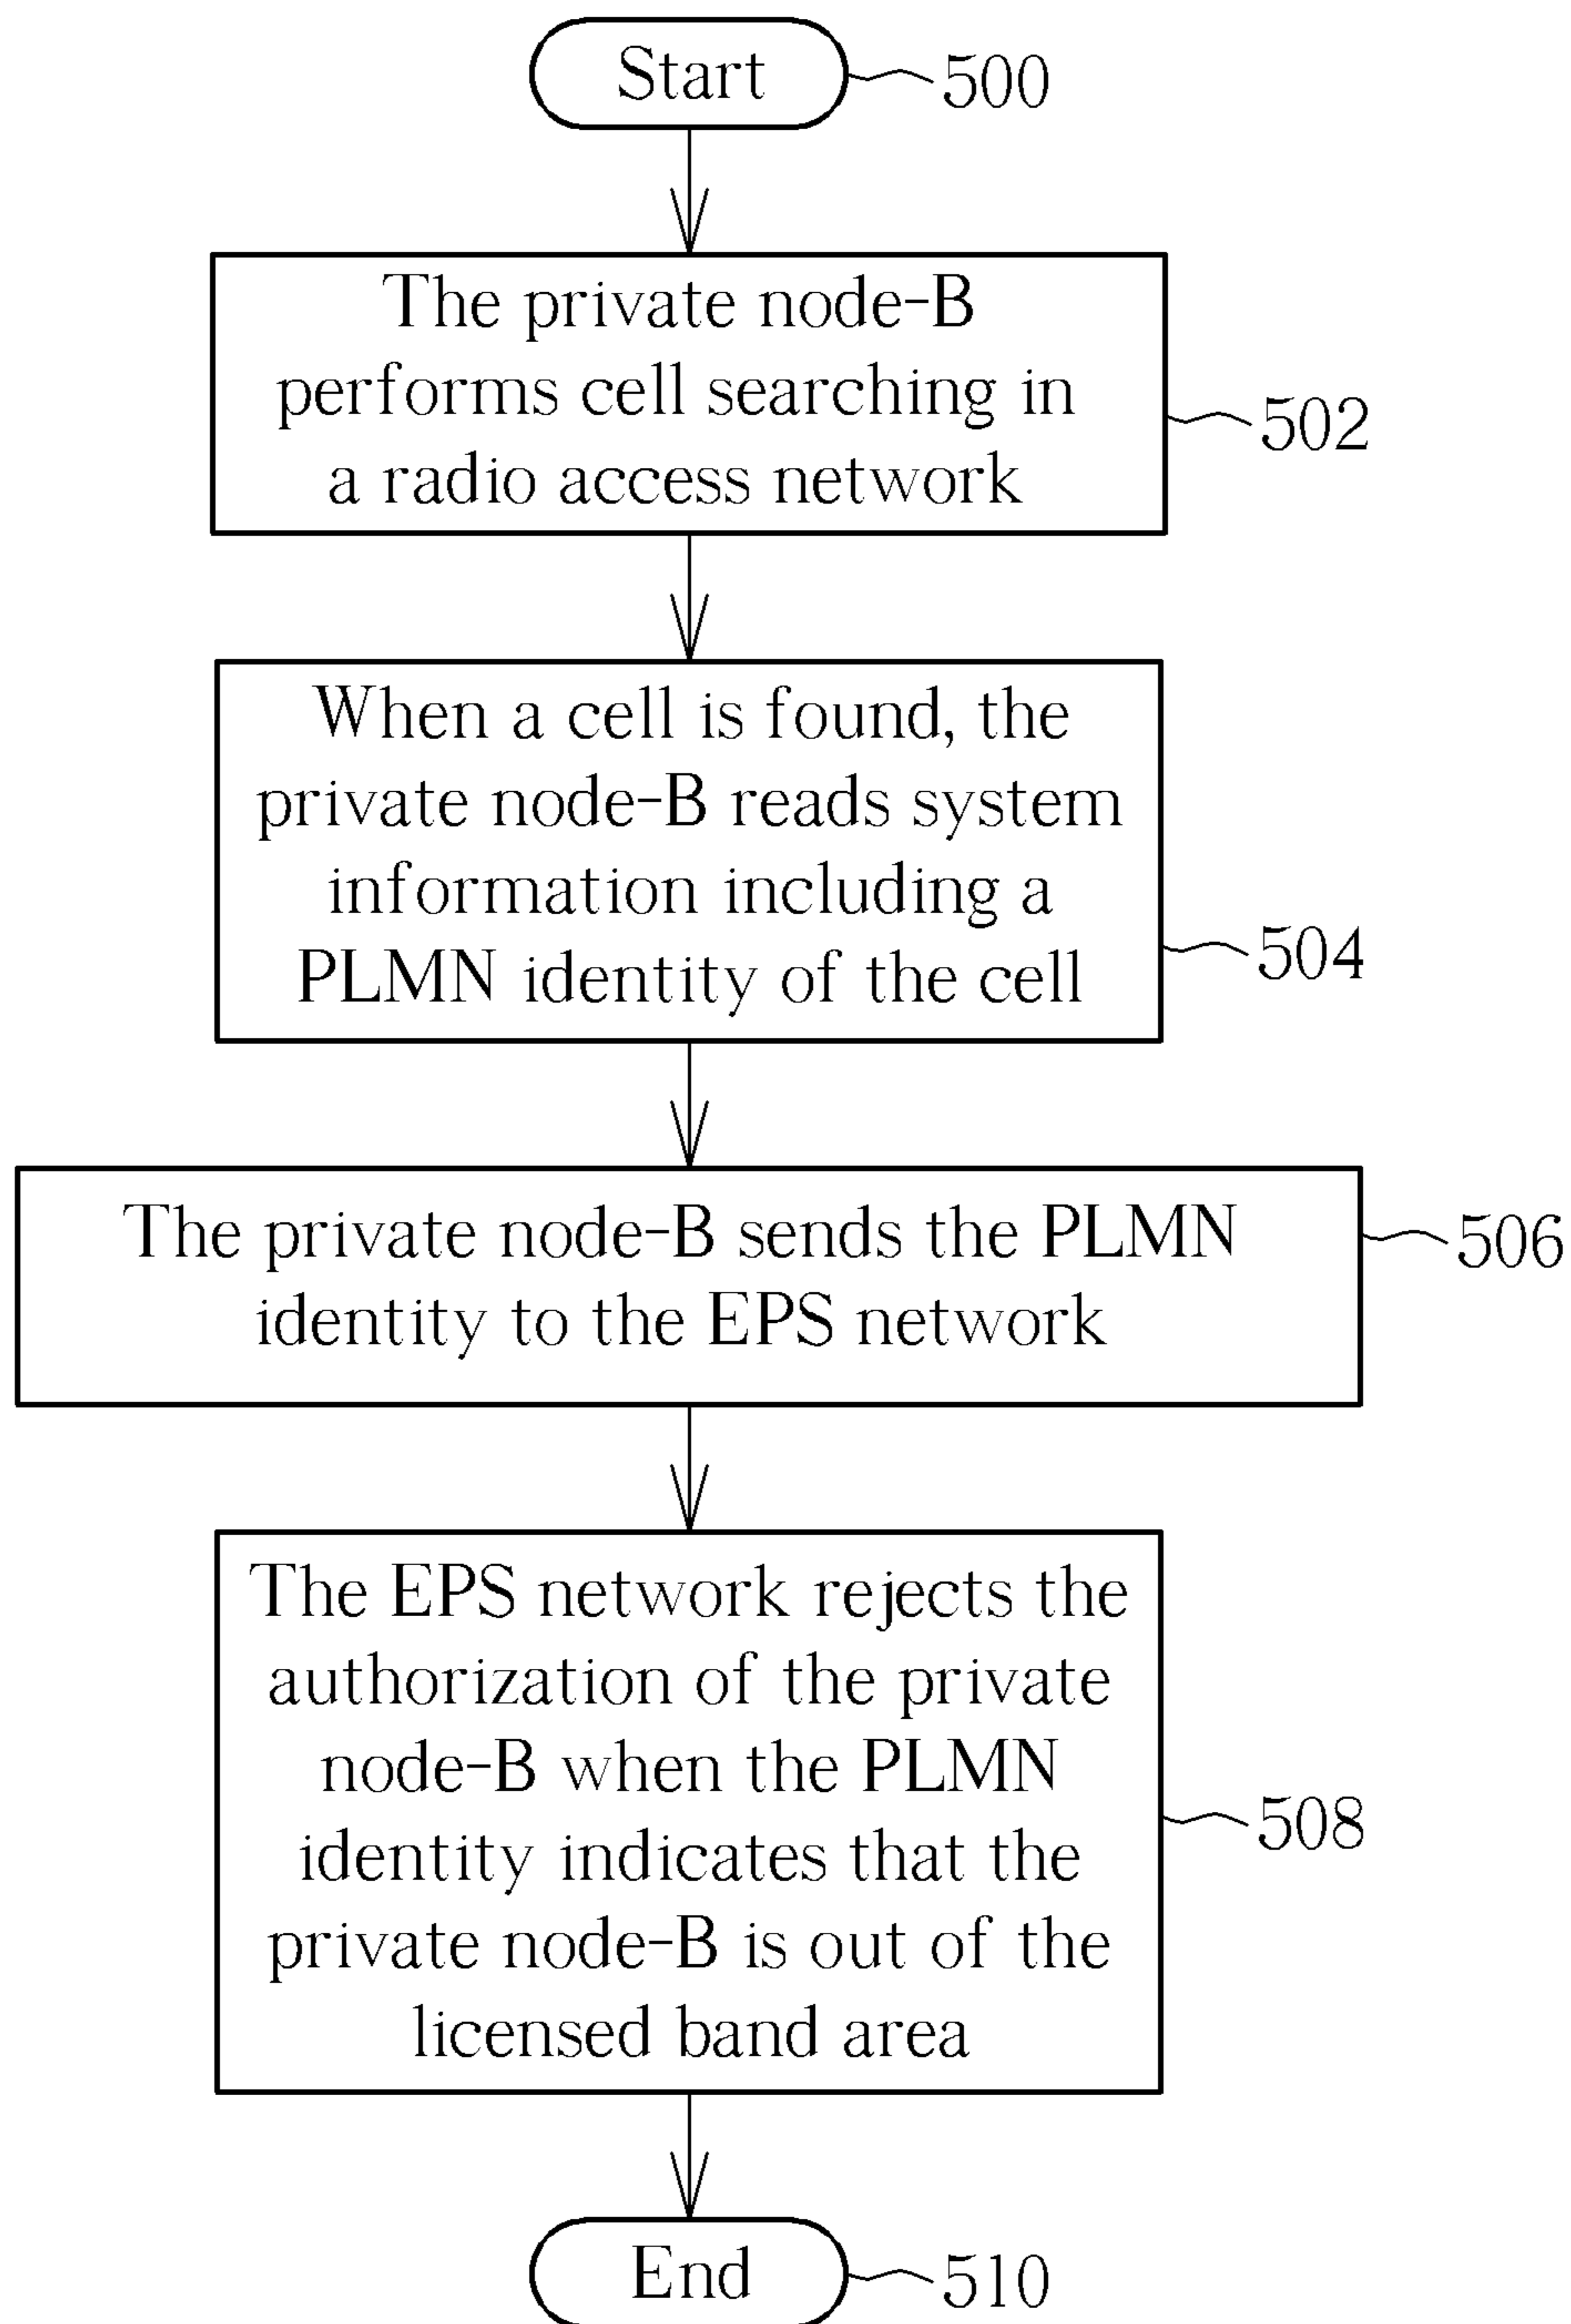 Start
500
The private node-B
performs cell searching in
a radio access network
502
When a cell is found, the
private node-B reads system
information including a
PLMN identity of the cell
504
The private node-B sends the PLMN
identity to the EPS network
506
The EPS network rejects the
authorization of the private
node-B when the PLMN
identity indicates that the
private node-B is out of the
licensed band area
508
End
510